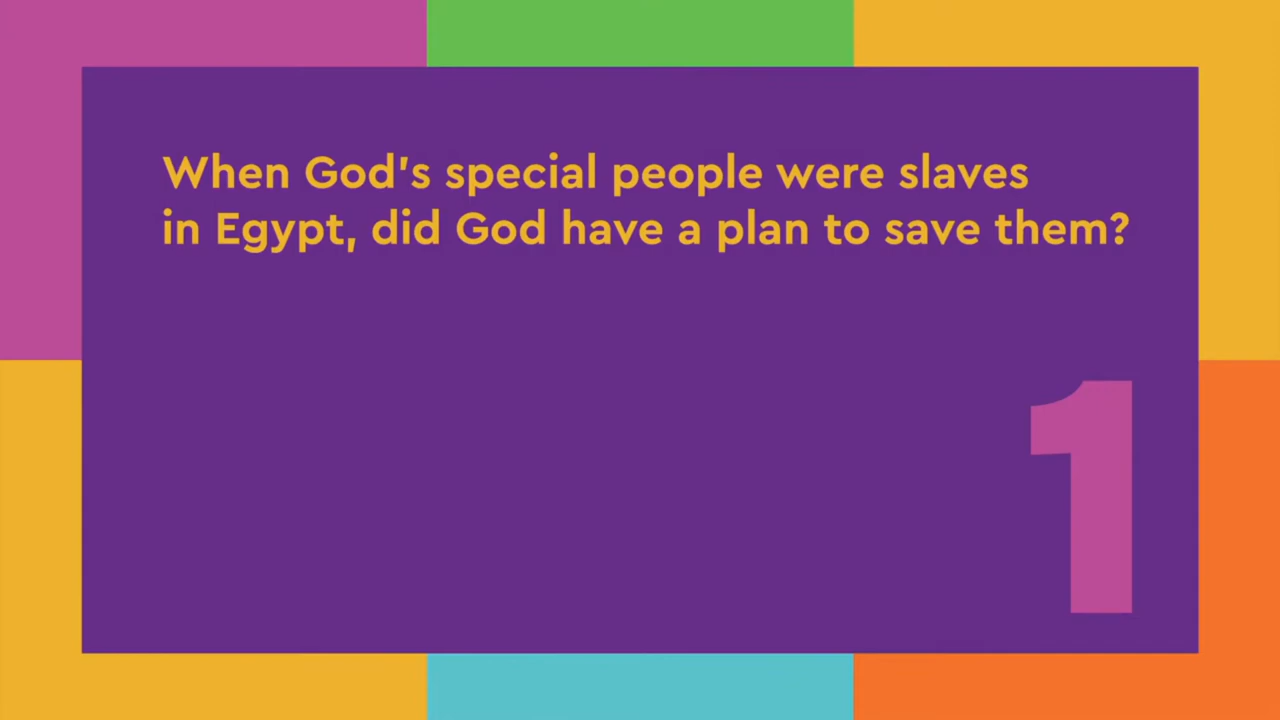 When God's special people were slaves
in Egypt, did God have a plan to save them?
1